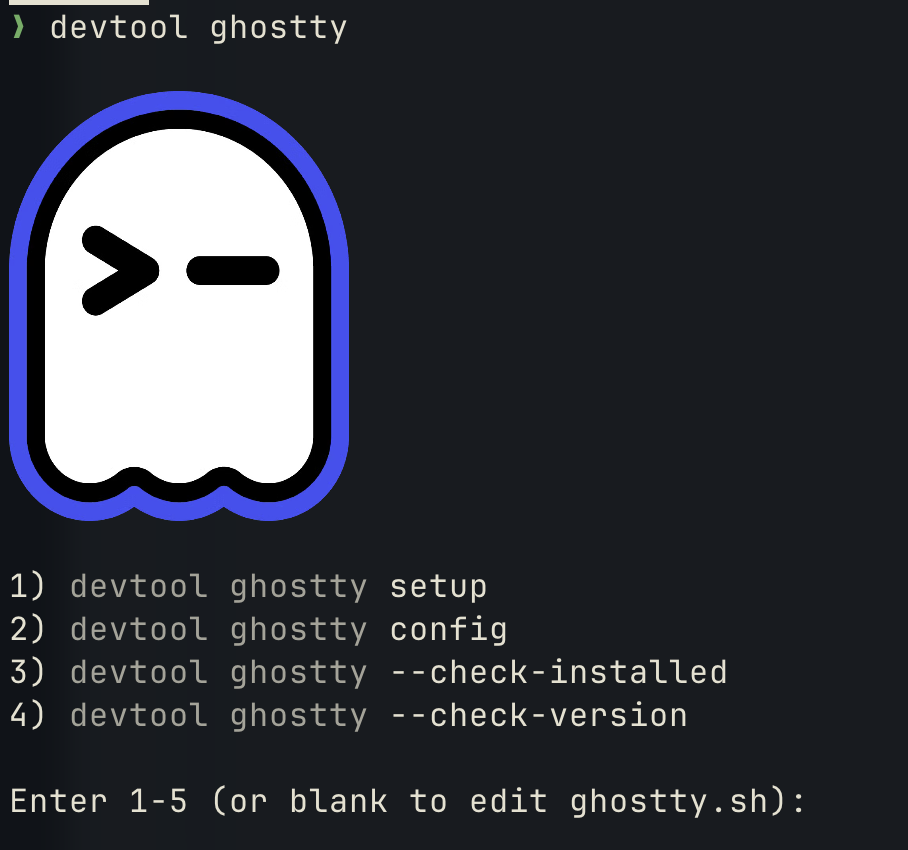 ❯ devtool ghostty
>-
1) devtool ghostty setup
2) devtool ghostty config
3) devtool ghostty --check-installed
4) devtool ghostty --check-version
Enter 1-5 (or blank to edit ghostty.sh):